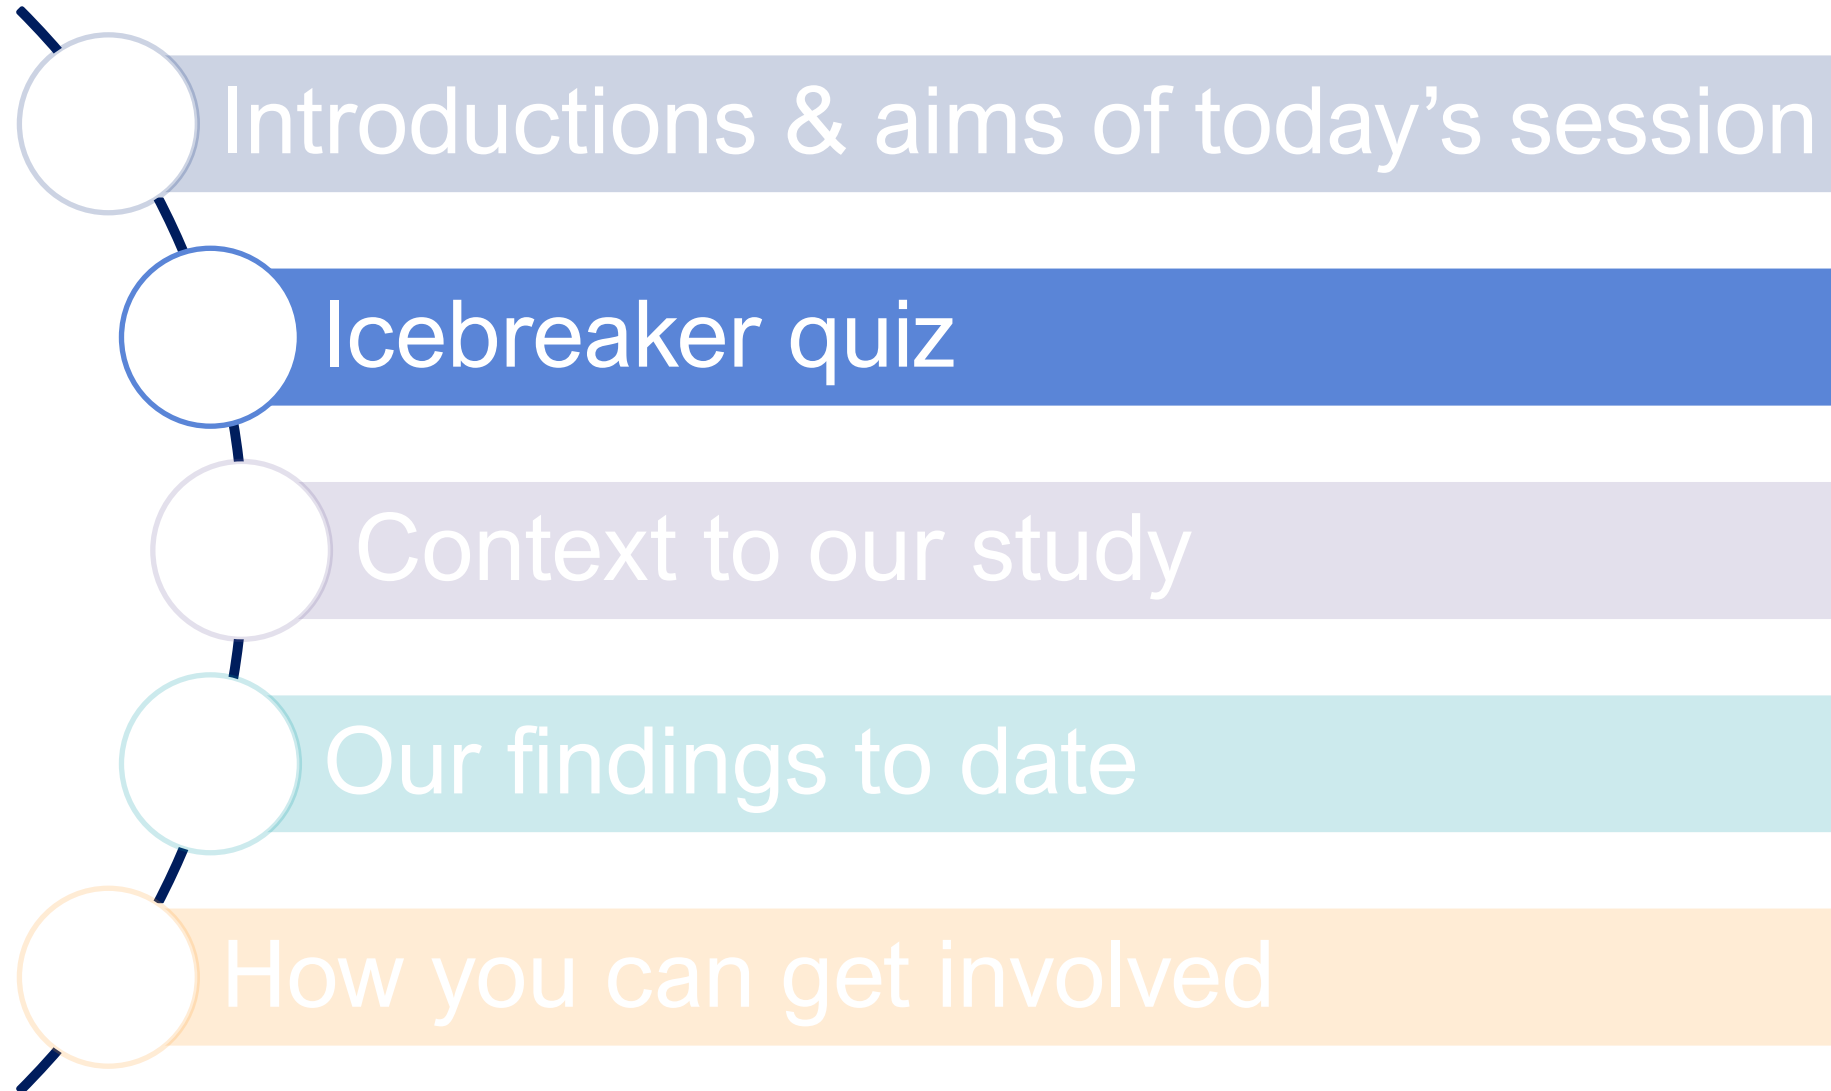 Introductions & aims of today’s session
Icebreaker quiz
Context to our study
Our findings to date
How you can get involved